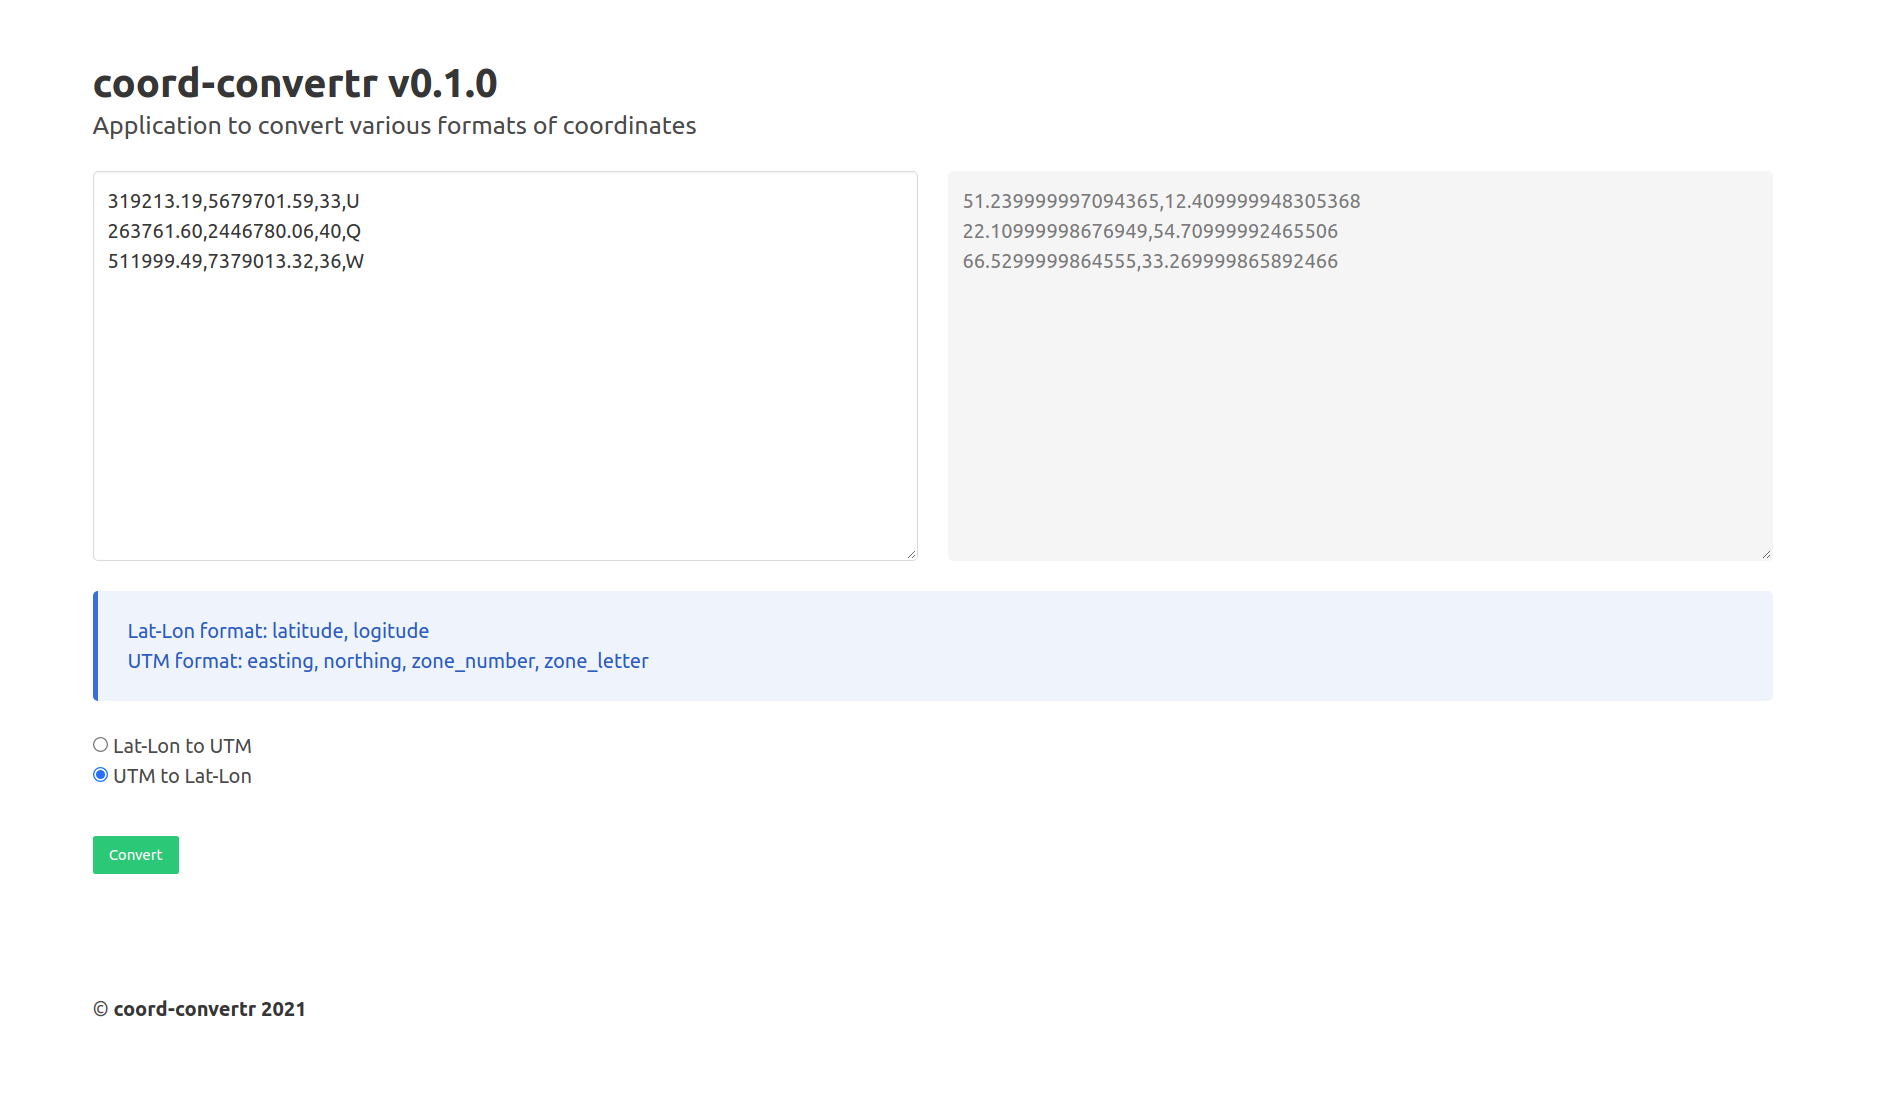 coord-convertr v0.1.0
Application to convert various formats of coordinates
319213.19,5679701.59,33,U
263761.60,2446780.06,40,Q
511999.49,7379013.32,36,W
51.239999997094365,12.409999948305368
22.10999998676949,54.70999992465506
66.5299999864555,33.269999865892466
Lat-Lon format: latitude, logitude
UTM format: easting, northing, zone_number, zone_letter
Lat-Lon to UTM
UTM to Lat-Lon
Convert
© coord-convertr 2021